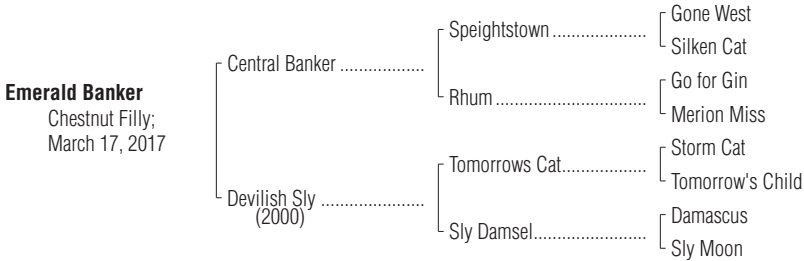 Emerald Banker
Chestnut Filly;
March 17, 2017
Central Banker ..................
Devilish Sly ......................
(2000)
Speightstown ....................
Rhum ................................
Tomorrows Cat..................
Sly Damsel........................
Gone West
Silken Cat
Go for Gin
Merion Miss
Storm Cat
Tomorrow's Child
Damascus
Sly Moon